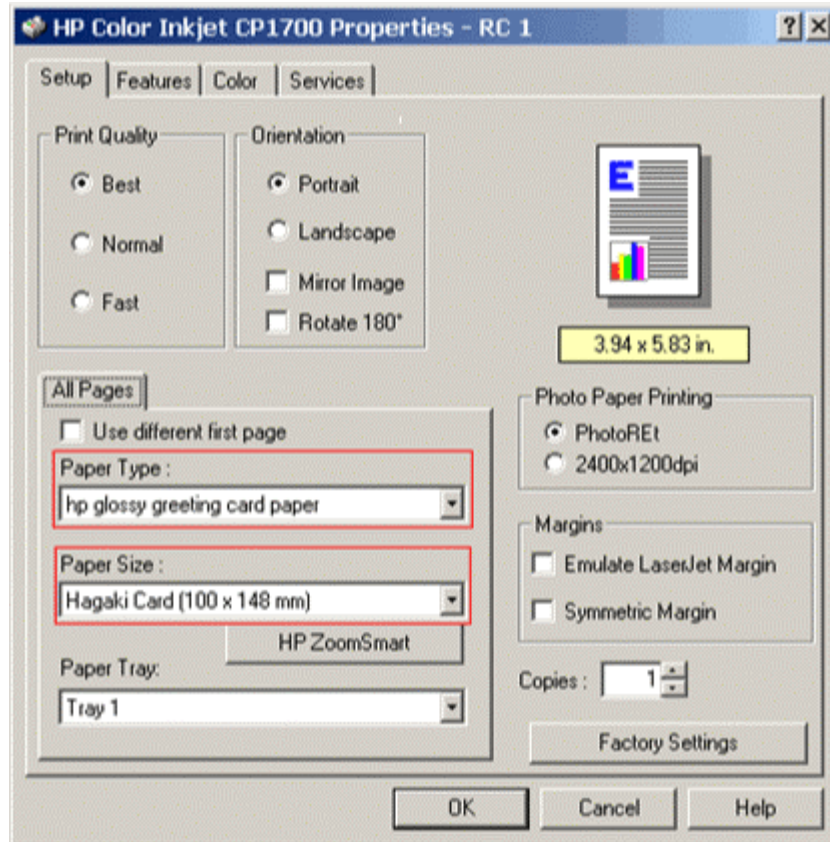 HP Color Inkjet CP1700 Properties - RC 1
Setup Features Color Services
Print Quality
Best
Normal
Fast
Orientation
Portrait
Landscape
Mirror Image
Rotate 180°
E
3.94 x 5.83 in.
All Pages
Use different first page
Paper Type :
hp glossy greeting card paper
Paper Size :
Hagaki Card (100 x 148 mm)
HP ZoomSmart
Paper Tray:
Tray 1
Photo Paper Printing
PhotoREt
2400x1200dpi
Margins
Emulate LaserJet Margin
Symmetric Margin
Copies : 1
Factory Settings
OK Cancel Help